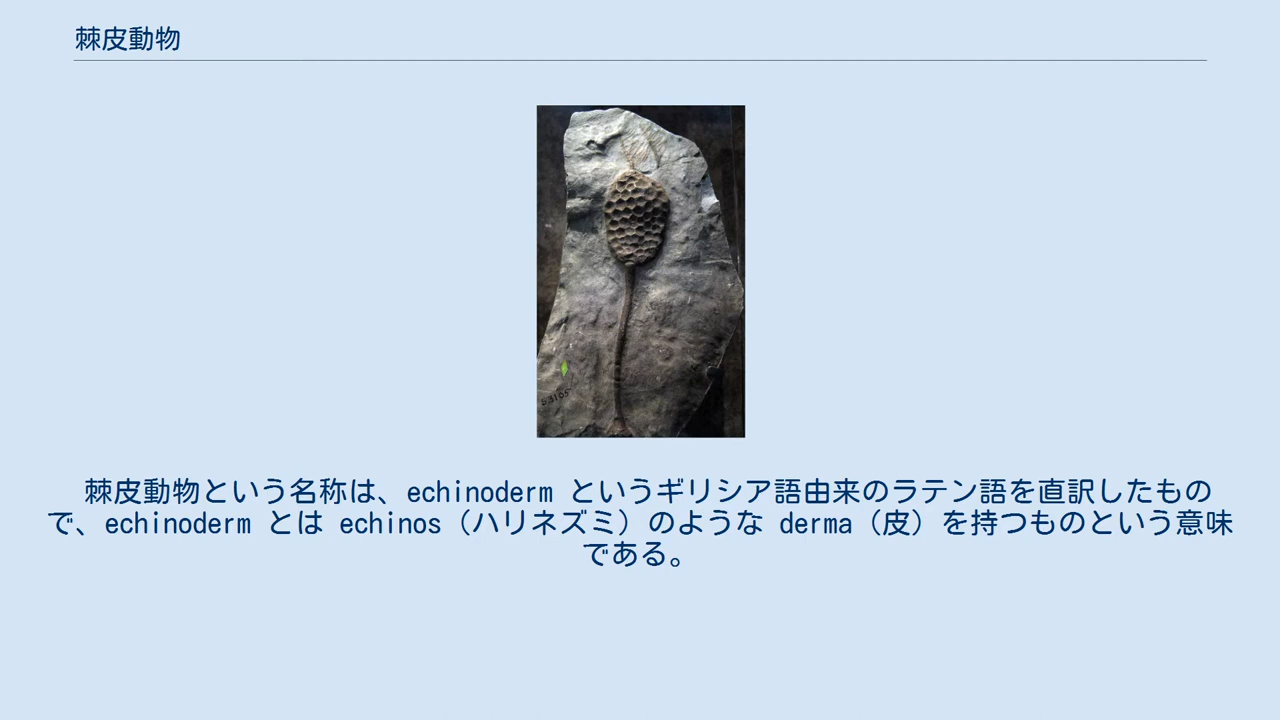 棘皮動物
棘皮動物という名称は、echinoderm というギリシア語由来のラテン語を直訳したもの
で、echinoderm とは echinos（ハリネズミ）のような derma（皮）を持つものという意味
である。